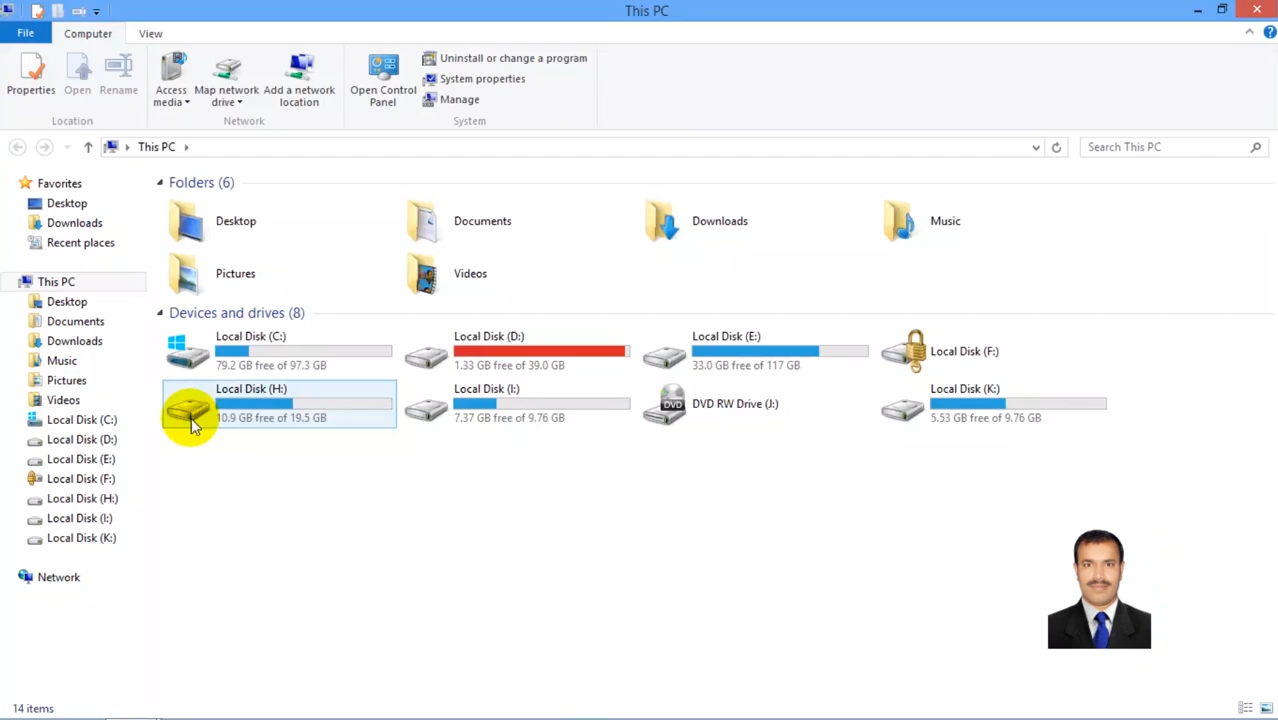 This PC
File
Computer
View
Properties
Open
Rename
Access media
Map network drive
Add a network location
Open Control Panel
Uninstall or change a program
System properties
Manage
Location
Network
System
This PC
Search This PC
Favorites
Desktop
Downloads
Recent places
This PC
Desktop
Documents
Downloads
Music
Pictures
Videos
Local Disk (C:)
Local Disk (D:)
Local Disk (E:)
Local Disk (F:)
Local Disk (H:)
Local Disk (I:)
Local Disk (K:)
Network
Folders (6)
Desktop
Documents
Downloads
Music
Pictures
Videos
Devices and drives (8)
Local Disk (C:)
79.2 GB free of 97.3 GB
Local Disk (D:)
1.33 GB free of 39.0 GB
Local Disk (E:)
33.0 GB free of 117 GB
Local Disk (F:)
Local Disk (H:)
10.9 GB free of 19.5 GB
Local Disk (I:)
7.37 GB free of 9.76 GB
DVD
DVD RW Drive (J:)
Local Disk (K:)
5.53 GB free of 9.76 GB
14 items